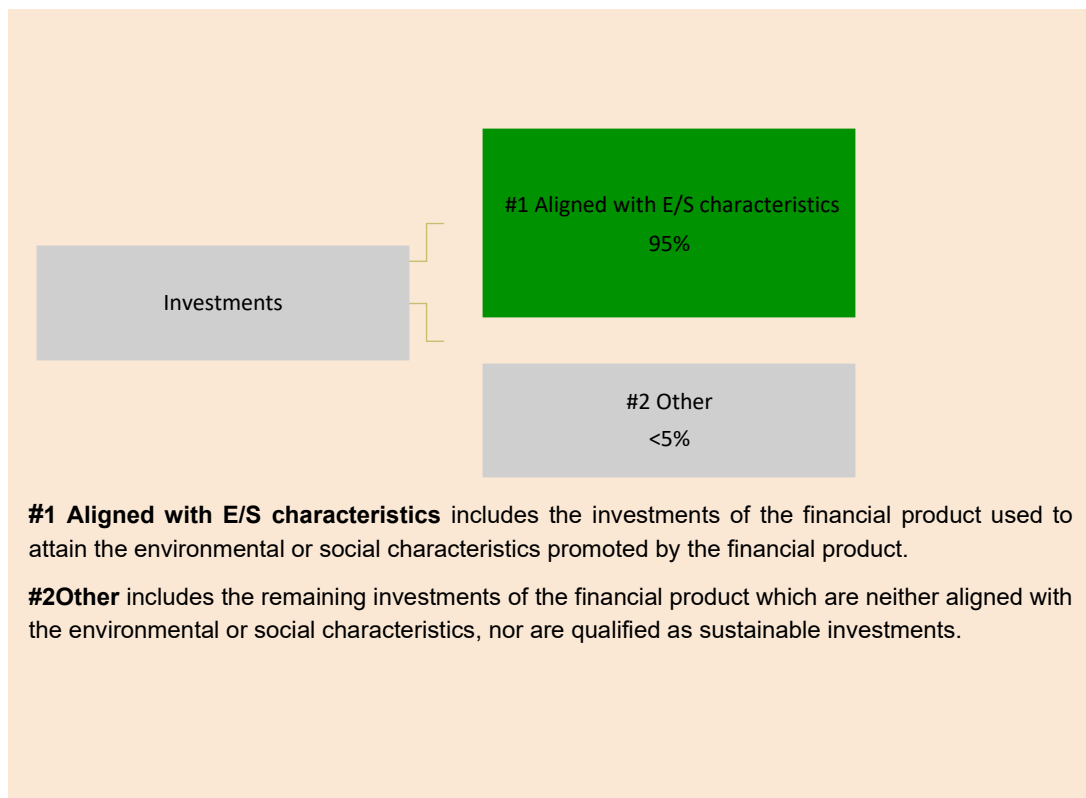 #1 Aligned with E/S characteristics
95%
Investments
#2 Other
<5%
#1 Aligned with E/S characteristics includes the investments of the financial product used to
attain the environmental or social characteristics promoted by the financial product.
#2Other includes the remaining investments of the financial product which are neither aligned with
the environmental or social characteristics, nor are qualified as sustainable investments.